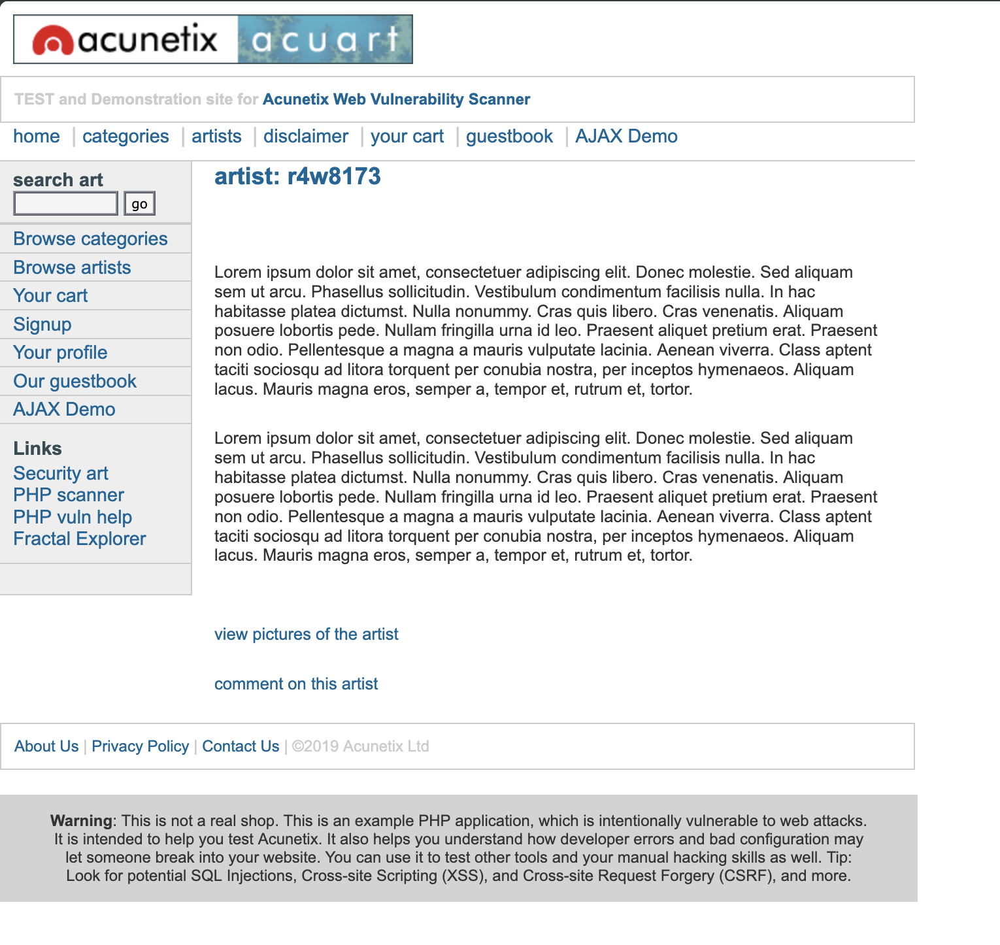 acunetix acuart
TEST and Demonstration site for Acunetix Web Vulnerability Scanner
home | categories | artists | disclaimer | your cart | guestbook | AJAX Demo
search art
go
Browse categories
Browse artists
Your cart
Signup
Your profile
Our guestbook
AJAX Demo
Links
Security art
PHP scanner
PHP vuln help
Fractal Explorer
artist: r4w8173
Lorem ipsum dolor sit amet, consectetuer adipiscing elit. Donec molestie. Sed aliquam
sem ut arcu. Phasellus sollicitudin. Vestibulum condimentum facilisis nulla. In hac
habitasse platea dictumst. Nulla nonummy. Cras quis libero. Cras venenatis. Aliquam
posuere lobortis pede. Nullam fringilla urna id leo. Praesent aliquet pretium erat. Praesent
non odio. Pellentesque a magna a mauris vulputate lacinia. Aenean viverra. Class aptent
taciti sociosqu ad litora torquent per conubia nostra, per inceptos hymenaeos. Aliquam
lacus. Mauris magna eros, semper a, tempor et, rutrum et, tortor.
Lorem ipsum dolor sit amet, consectetuer adipiscing elit. Donec molestie. Sed aliquam
sem ut arcu. Phasellus sollicitudin. Vestibulum condimentum facilisis nulla. In hac
habitasse platea dictumst. Nulla nonummy. Cras quis libero. Cras venenatis. Aliquam
posuere lobortis pede. Nullam fringilla urna id leo. Praesent aliquet pretium erat. Praesent
non odio. Pellentesque a magna a mauris vulputate lacinia. Aenean viverra. Class aptent
taciti sociosqu ad litora torquent per conubia nostra, per inceptos hymenaeos. Aliquam
lacus. Mauris magna eros, semper a, tempor et, rutrum et, tortor.
view pictures of the artist
comment on this artist
About Us | Privacy Policy | Contact Us | ©2019 Acunetix Ltd
Warning: This is not a real shop. This is an example PHP application, which is intentionally vulnerable to web attacks.
It is intended to help you test Acunetix. It also helps you understand how developer errors and bad configuration may
let someone break into your website. You can use it to test other tools and your manual hacking skills as well. Tip:
Look for potential SQL Injections, Cross-site Scripting (XSS), and Cross-site Request Forgery (CSRF), and more.